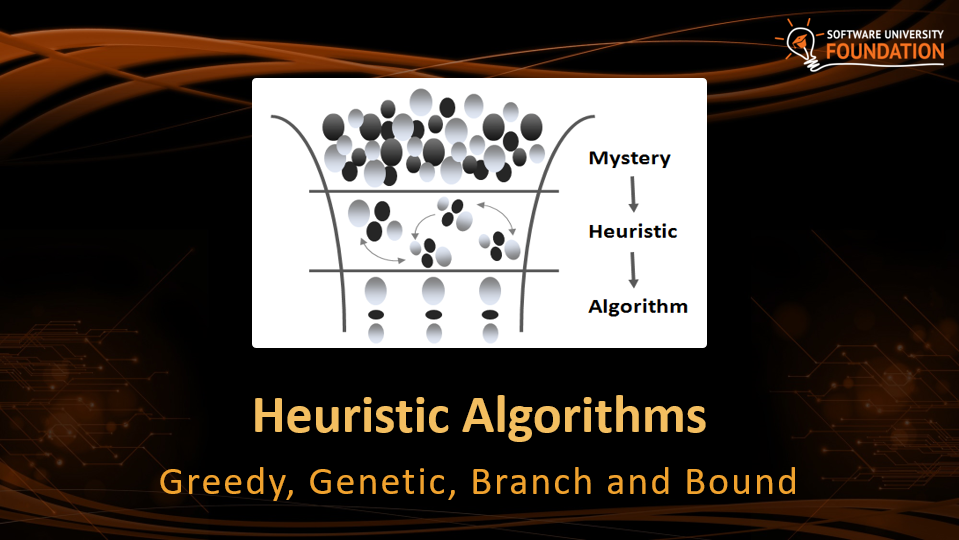 SOFTWARE UNIVERSITY
FOUNDATION
Mystery
Heuristic
Algorithm
Heuristic Algorithms
Greedy, Genetic, Branch and Bound